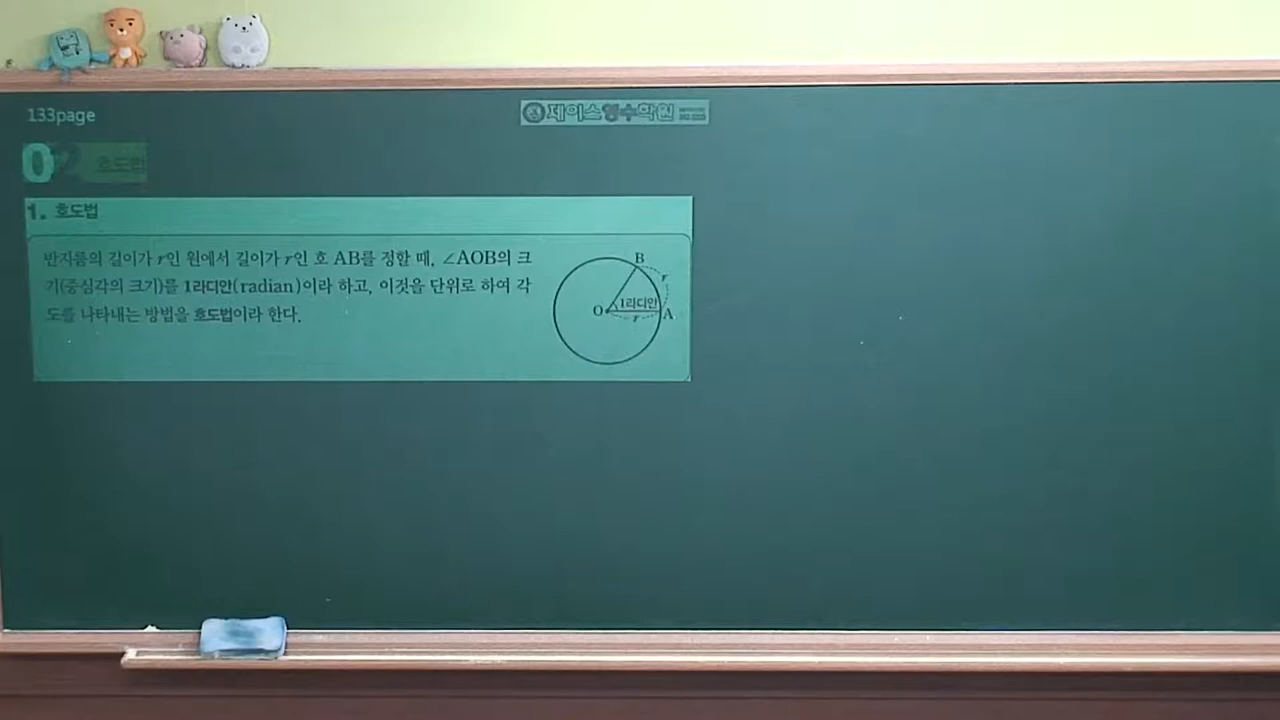 133page
제이스영수학원
02 호도법
1. 호도법
반지름의 길이가 r인 원에서 길이가 r인 호 AB를 정할 때, ∠AOB의 크
기(중심각의 크기)를 1라디안(radian)이라 하고, 이것을 단위로 하여 각
도를 나타내는 방법을 호도법이라 한다.
B
r
1라디안
O
r
A